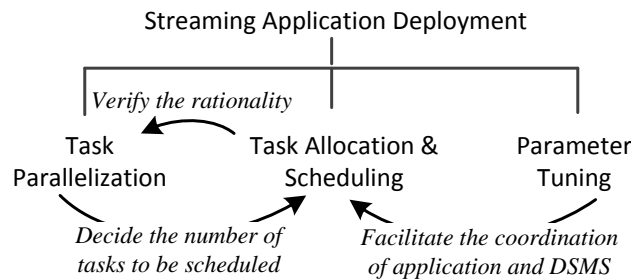 Streaming Application Deployment
Verify the rationality
Task
Parallelization
Task Allocation &
Scheduling
Parameter
Tuning
Decide the number of
tasks to be scheduled
Facilitate the coordination
of application and DSMS